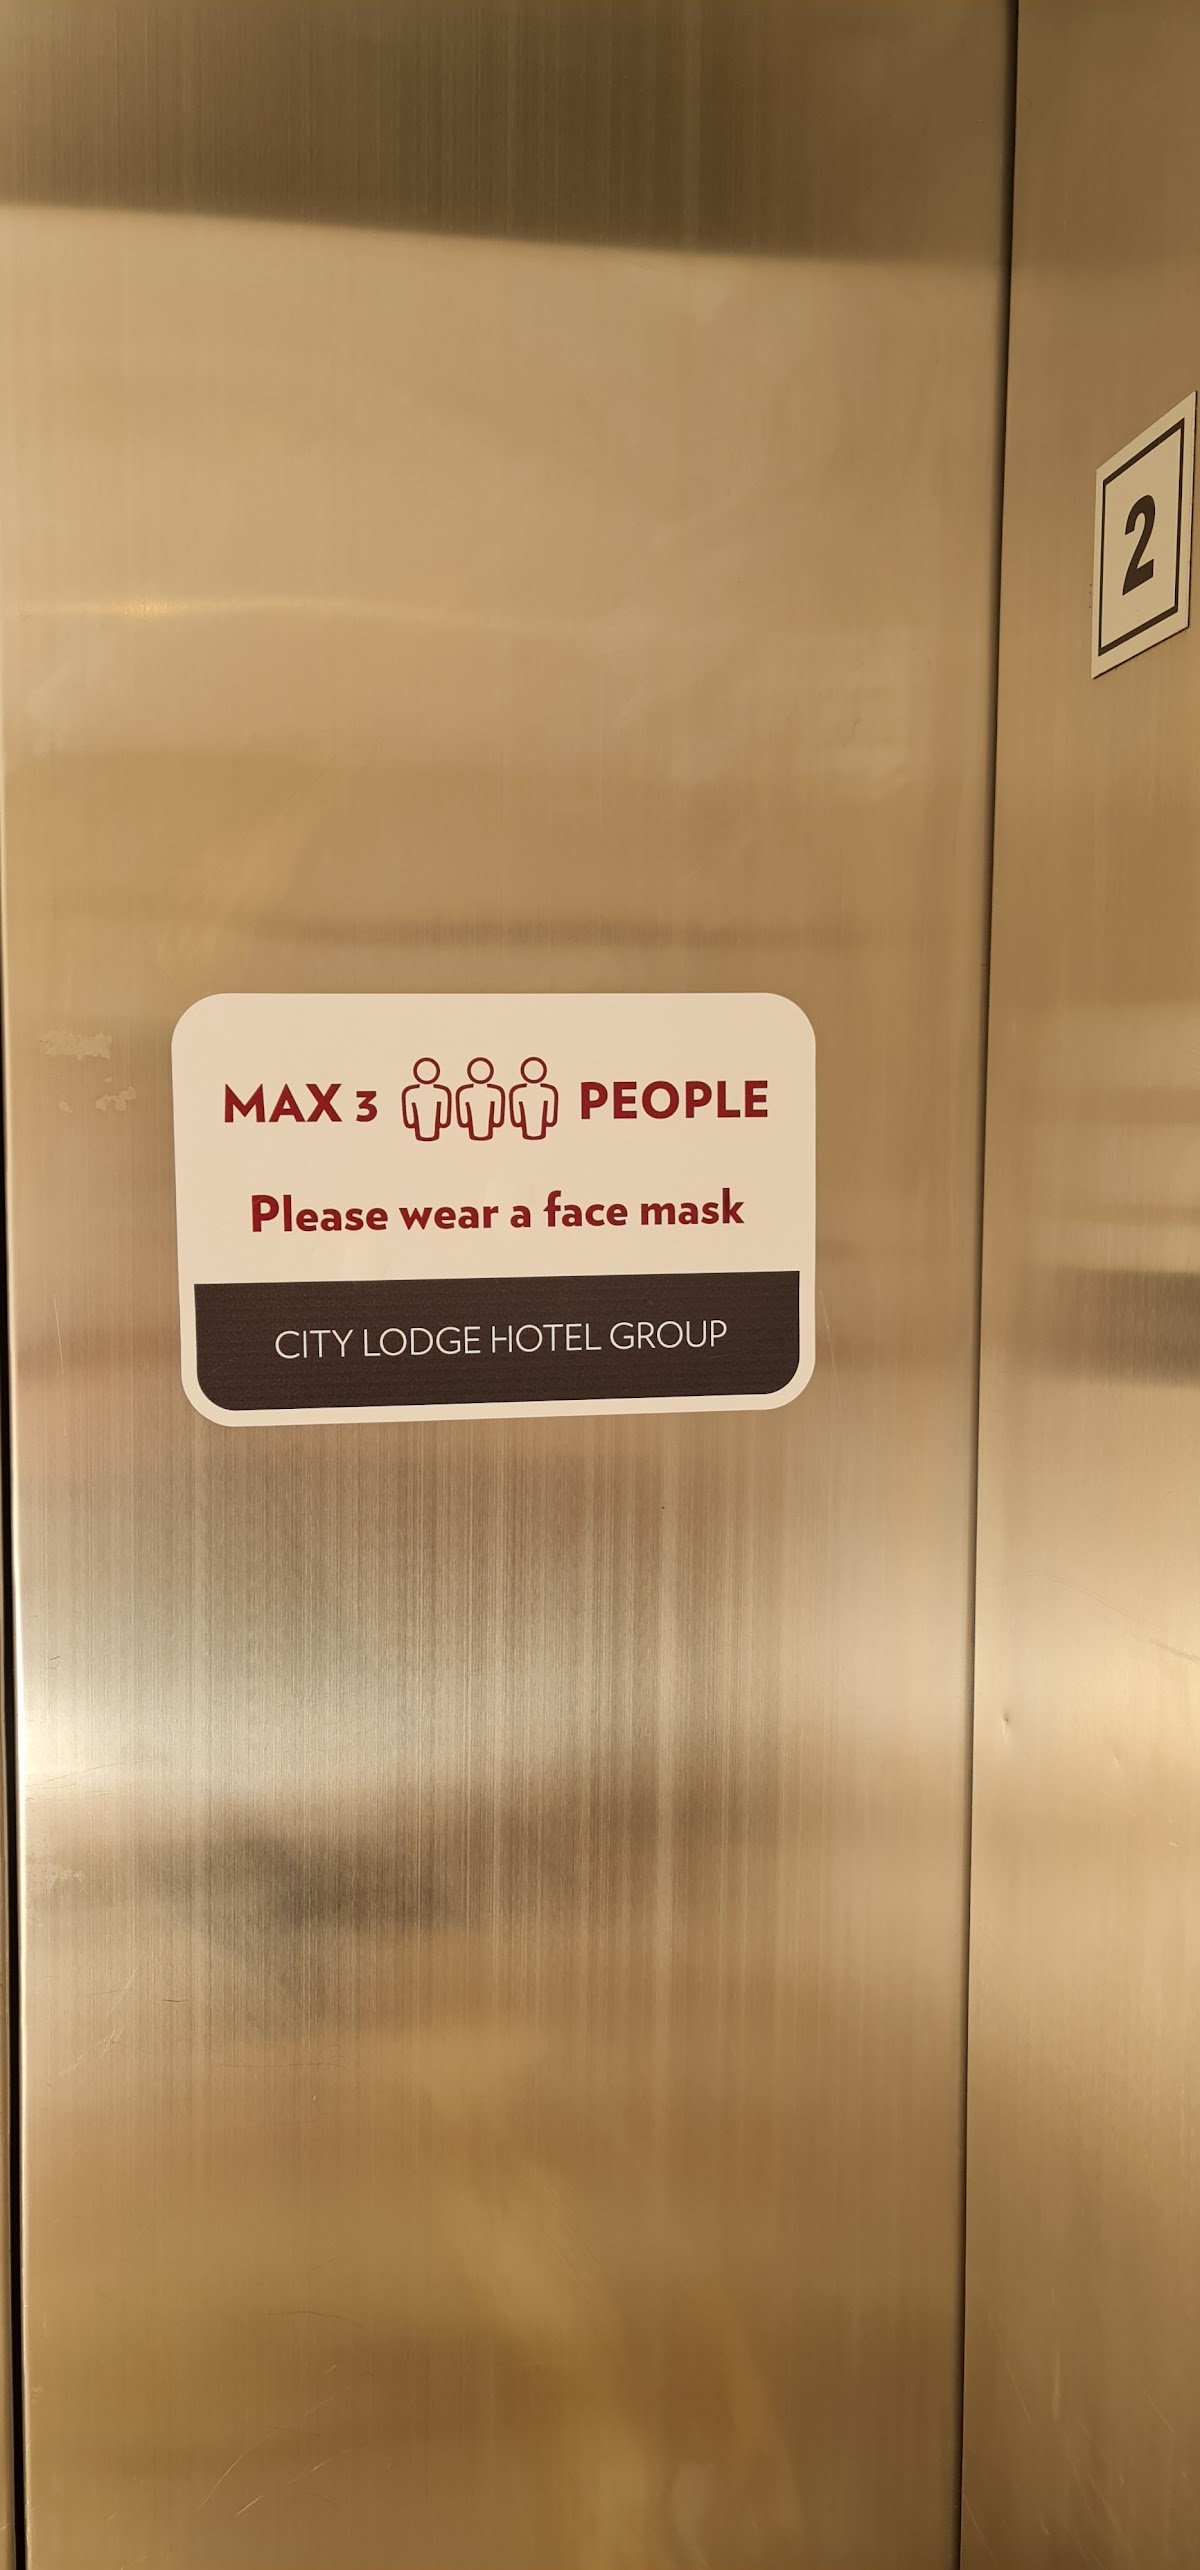 MAX 3 PEOPLE
Please wear a face mask
CITY LODGE HOTEL GROUP
2